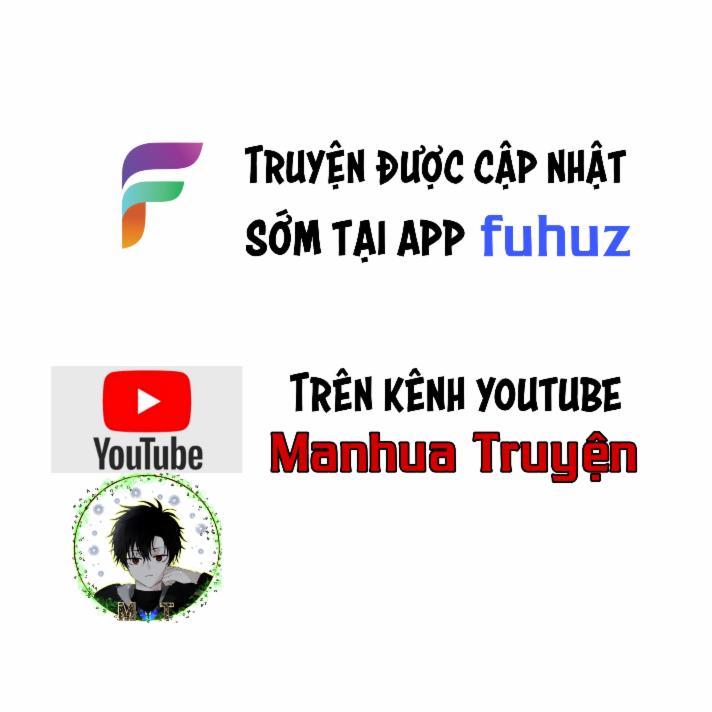 TRUYỆN ĐƯỢC CẬP NHẬT
SỚM TẠI APP fuhuz
YouTube
TRÊN KÊNH YOUTUBE
Manhua Truyện
M T